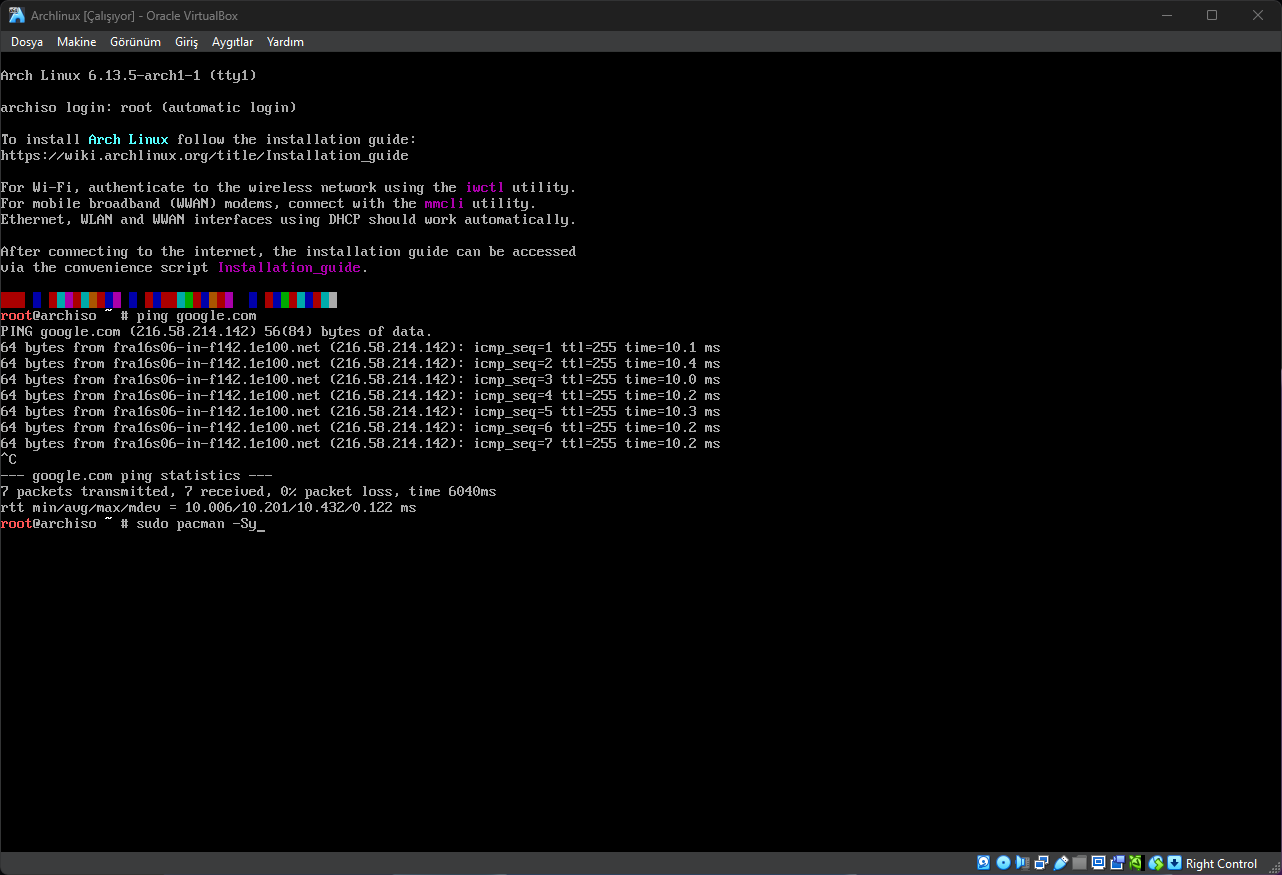 Archlinux [Çalışıyor] - Oracle VirtualBox
Dosya Makine Görünüm Giriş Aygıtlar Yardım
Arch Linux 6.13.5-arch1-1 (tty1)
archiso login: root (automatic login)
To install Arch Linux follow the installation guide:
https://wiki.archlinux.org/title/Installation_guide
For Wi-Fi, authenticate to the wireless network using the iwctl utility.
For mobile broadband (WWAN) modems, connect with the mmcli utility.
Ethernet, WLAN and WWAN interfaces using DHCP should work automatically.
After connecting to the internet, the installation guide can be accessed
via the convenience script Installation_guide.
root@archiso ~ # ping google.com
PING google.com (216.58.214.142) 56(84) bytes of data.
64 bytes from fra16s06-in-f142.1e100.net (216.58.214.142): icmp_seq=1 ttl=255 time=10.1 ms
64 bytes from fra16s06-in-f142.1e100.net (216.58.214.142): icmp_seq=2 ttl=255 time=10.4 ms
64 bytes from fra16s06-in-f142.1e100.net (216.58.214.142): icmp_seq=3 ttl=255 time=10.0 ms
64 bytes from fra16s06-in-f142.1e100.net (216.58.214.142): icmp_seq=4 ttl=255 time=10.2 ms
64 bytes from fra16s06-in-f142.1e100.net (216.58.214.142): icmp_seq=5 ttl=255 time=10.3 ms
64 bytes from fra16s06-in-f142.1e100.net (216.58.214.142): icmp_seq=6 ttl=255 time=10.2 ms
64 bytes from fra16s06-in-f142.1e100.net (216.58.214.142): icmp_seq=7 ttl=255 time=10.2 ms
^C
--- google.com ping statistics ---
7 packets transmitted, 7 received, 0% packet loss, time 6040ms
rtt min/avg/max/mdev = 10.006/10.201/10.432/0.122 ms
root@archiso ~ # sudo pacman -Sy_
Right Control